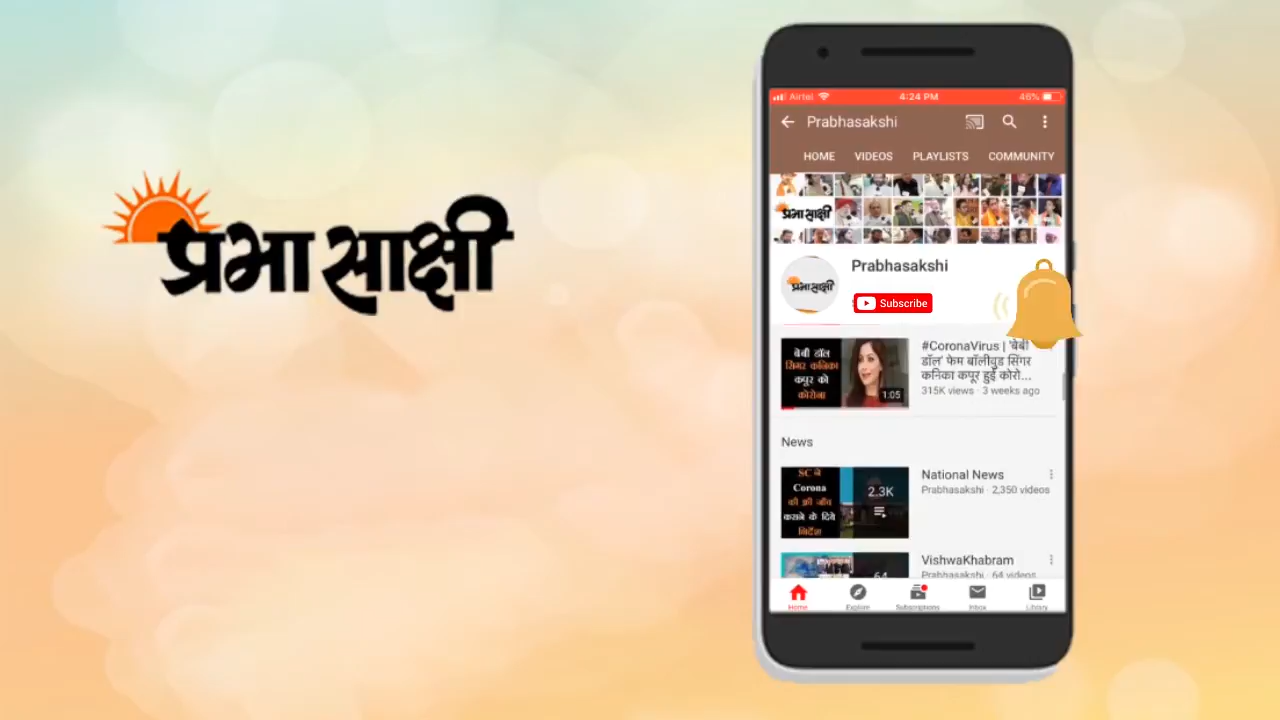 प्रभा साक्षी
Airtel 4:24 PM 46%
Prabhasakshi
HOME VIDEOS PLAYLISTS COMMUNITY
प्रभा साक्षी
प्रभा साक्षी
Prabhasakshi
Subscribe
बेबी डॉल
सिंगर कनिका
कपूर को
कोरोना
1:05
#CoronaVirus | 'बेबी
डॉल' फेम बॉलीवुड सिंगर
कनिका कपूर हुईं कोरो...
315K views · 3 weeks ago
News
SC ने
Corona
की फ्री जाँच
कराने के दिये
निर्देश
2.3K
National News
Prabhasakshi · 2,350 videos
64
VishwaKhabram
Prabhasakshi · 64 videos
Home Explore Subscriptions Inbox Library